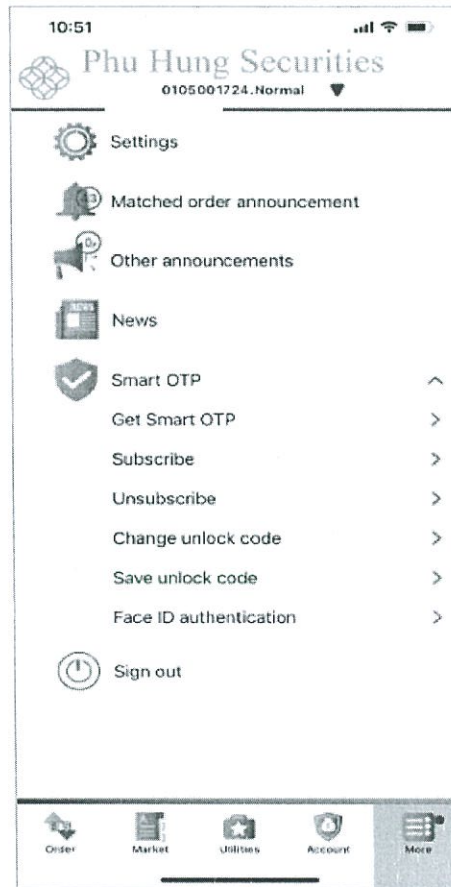 10:51
Phu Hung Securities
0105001724.Normal
Settings
Matched order announcement
Other announcements
News
Smart OTP
Get Smart OTP
Subscribe
Unsubscribe
Change unlock code
Save unlock code
Face ID authentication
Sign out
Order Market Utilities Account More